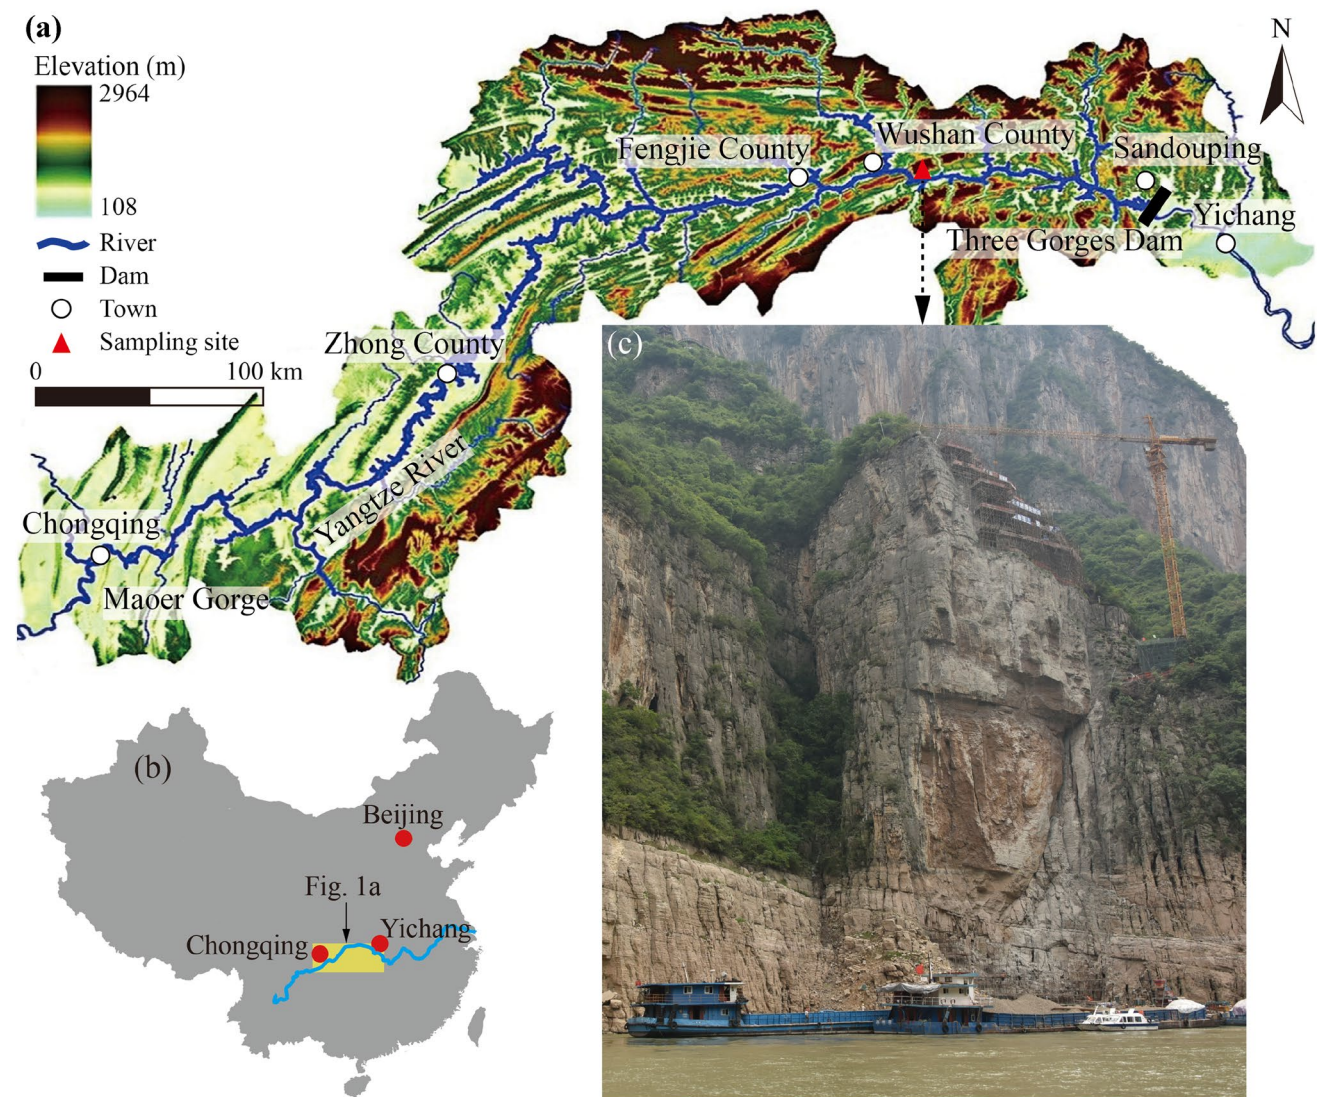 (a)
N
Elevation (m)
2964
108
River
Dam
Town
Sampling site
0 100 km
Fengjie County
Wushan County
Sandouping
Yichang
Three Gorges Dam
Zhong County
Yangtze River
Chongqing
Maoer Gorge
(b)
Beijing
Fig. 1a
Yichang
Chongqing
(c)